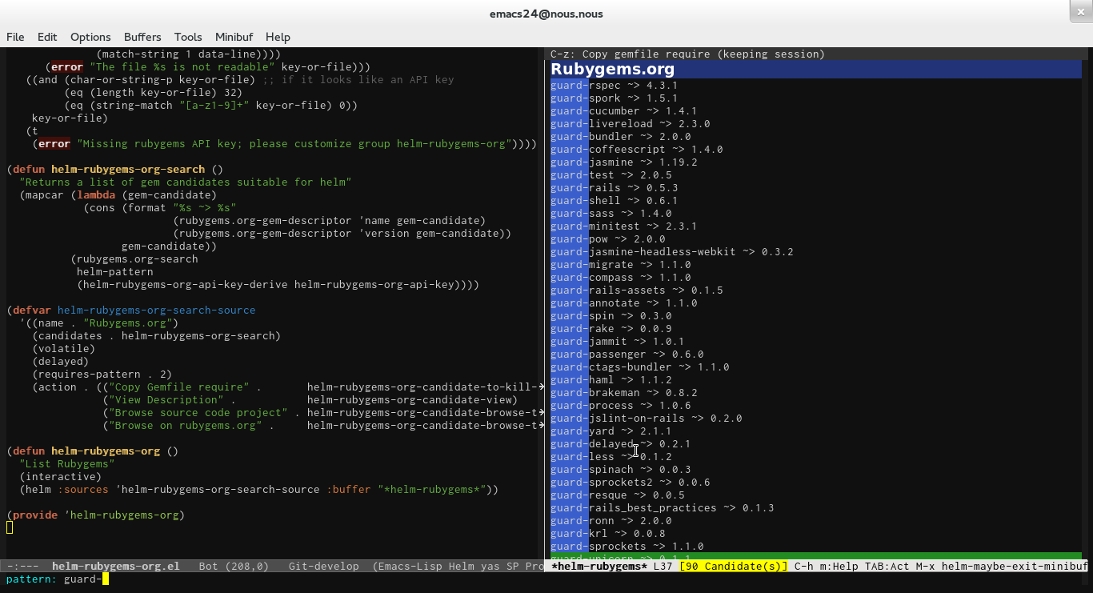 emacs24@nous.nous
File Edit Options Buffers Tools Minibuf Help
(match-string 1 data-line))))
(error "The file %s is not readable" key-or-file)))
((and (char-or-string-p key-or-file) ;; if it looks like an API key
(eq (length key-or-file) 32)
(eq (string-match "[a-z1-9]+" key-or-file) 0))
key-or-file)
(t
(error "Missing rubygems API key; please customize group helm-rubygems-org"))))
(defun helm-rubygems-org-search ()
"Returns a list of gem candidates suitable for helm"
(mapcar (lambda (gem-candidate)
(cons (format "%s ~> %s"
(rubygems.org-gem-descriptor 'name gem-candidate)
(rubygems.org-gem-descriptor 'version gem-candidate))
gem-candidate))
(rubygems.org-search
helm-pattern
(helm-rubygems-org-api-key-derive helm-rubygems-org-api-key))))
(defvar helm-rubygems-org-search-source
'((name . "Rubygems.org")
(candidates . helm-rubygems-org-search)
(volatile)
(delayed)
(requires-pattern . 2)
(action . (("Copy Gemfile require" . helm-rubygems-org-candidate-to-kill-
("View Description" . helm-rubygems-org-candidate-view)
("Browse source code project" . helm-rubygems-org-candidate-browse-t
("Browse on rubygems.org" . helm-rubygems-org-candidate-browse-t
(defun helm-rubygems-org ()
"List Rubygems"
(interactive)
(helm :sources 'helm-rubygems-org-search-source :buffer "*helm-rubygems*"))
(provide 'helm-rubygems-org)
-:--- helm-rubygems-org.el Bot (208,0) Git-develop (Emacs-Lisp Helm yas SP Pro
C-z: Copy gemfile require (keeping session)
Rubygems.org
guard-rspec ~> 4.3.1
guard-spork ~> 1.5.1
guard-cucumber ~> 1.4.1
guard-livereload ~> 2.3.0
guard-bundler ~> 2.0.0
guard-coffeescript ~> 1.4.0
guard-jasmine ~> 1.19.2
guard-test ~> 2.0.5
guard-rails ~> 0.5.3
guard-shell ~> 0.6.1
guard-sass ~> 1.4.0
guard-minitest ~> 2.3.1
guard-pow ~> 2.0.0
guard-jasmine-headless-webkit ~> 0.3.2
guard-migrate ~> 1.1.0
guard-compass ~> 1.1.0
guard-rails-assets ~> 0.1.5
guard-annotate ~> 1.1.0
guard-spin ~> 0.3.0
guard-rake ~> 0.0.9
guard-jammit ~> 1.0.1
guard-passenger ~> 0.6.0
guard-ctags-bundler ~> 1.1.0
guard-haml ~> 1.1.2
guard-brakeman ~> 0.8.2
guard-process ~> 1.0.6
guard-jslint-on-rails ~> 0.2.0
guard-yard ~> 2.1.1
guard-delayed ~> 0.2.1
guard-less ~> 0.1.2
guard-spinach ~> 0.0.3
guard-sprockets2 ~> 0.0.6
guard-resque ~> 0.0.5
guard-rails_best_practices ~> 0.1.3
guard-ronn ~> 2.0.0
guard-krl ~> 0.0.8
guard-sprockets ~> 1.1.0
guard-unicorn ~> 0.1.1
*helm-rubygems* L37 [90 Candidate(s)] C-h m:Help TAB:Act M-x helm-maybe-exit-minibuf
pattern: guard-